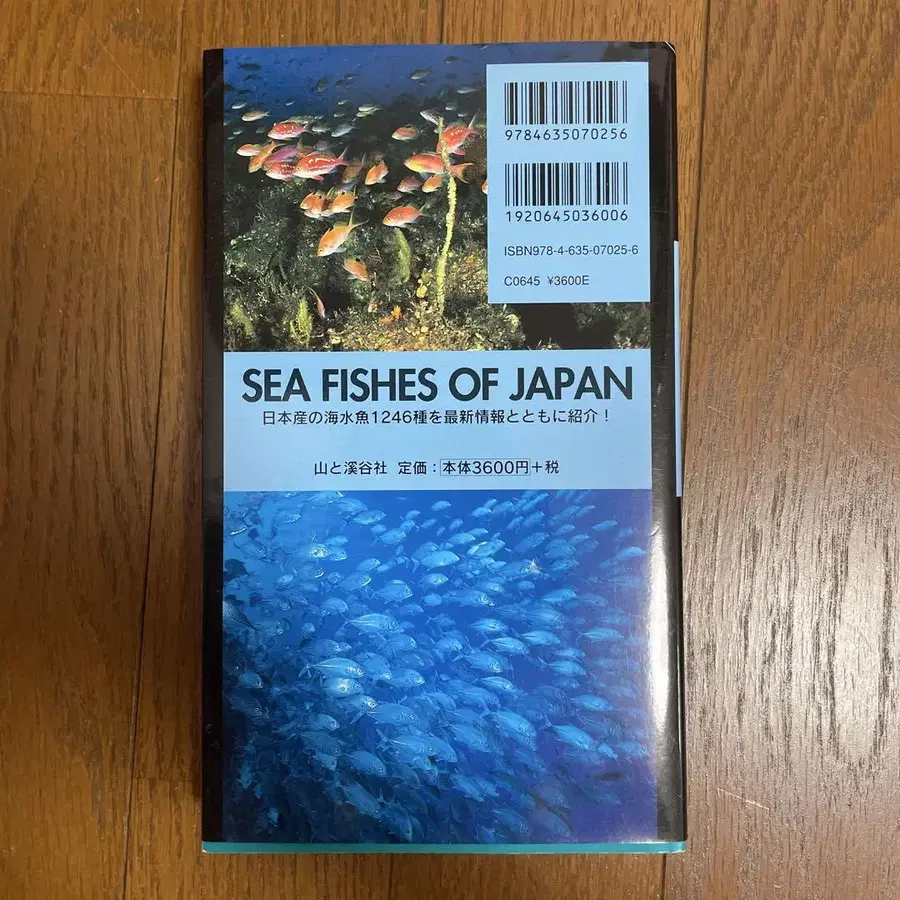 9784635070256
1920645036006
ISBN978-4-635-07025-6
C0645 ¥3600E
SEA FISHES OF JAPAN
日本産の海水魚1246種を最新情報とともに紹介！
山と溪谷社 定価：本体3600円＋税